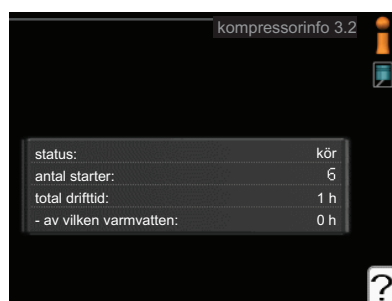 kompressorinfo 3.2
status: kör
antal starter: 6
total drifttid: 1 h
- av vilken varmvatten: 0 h
?